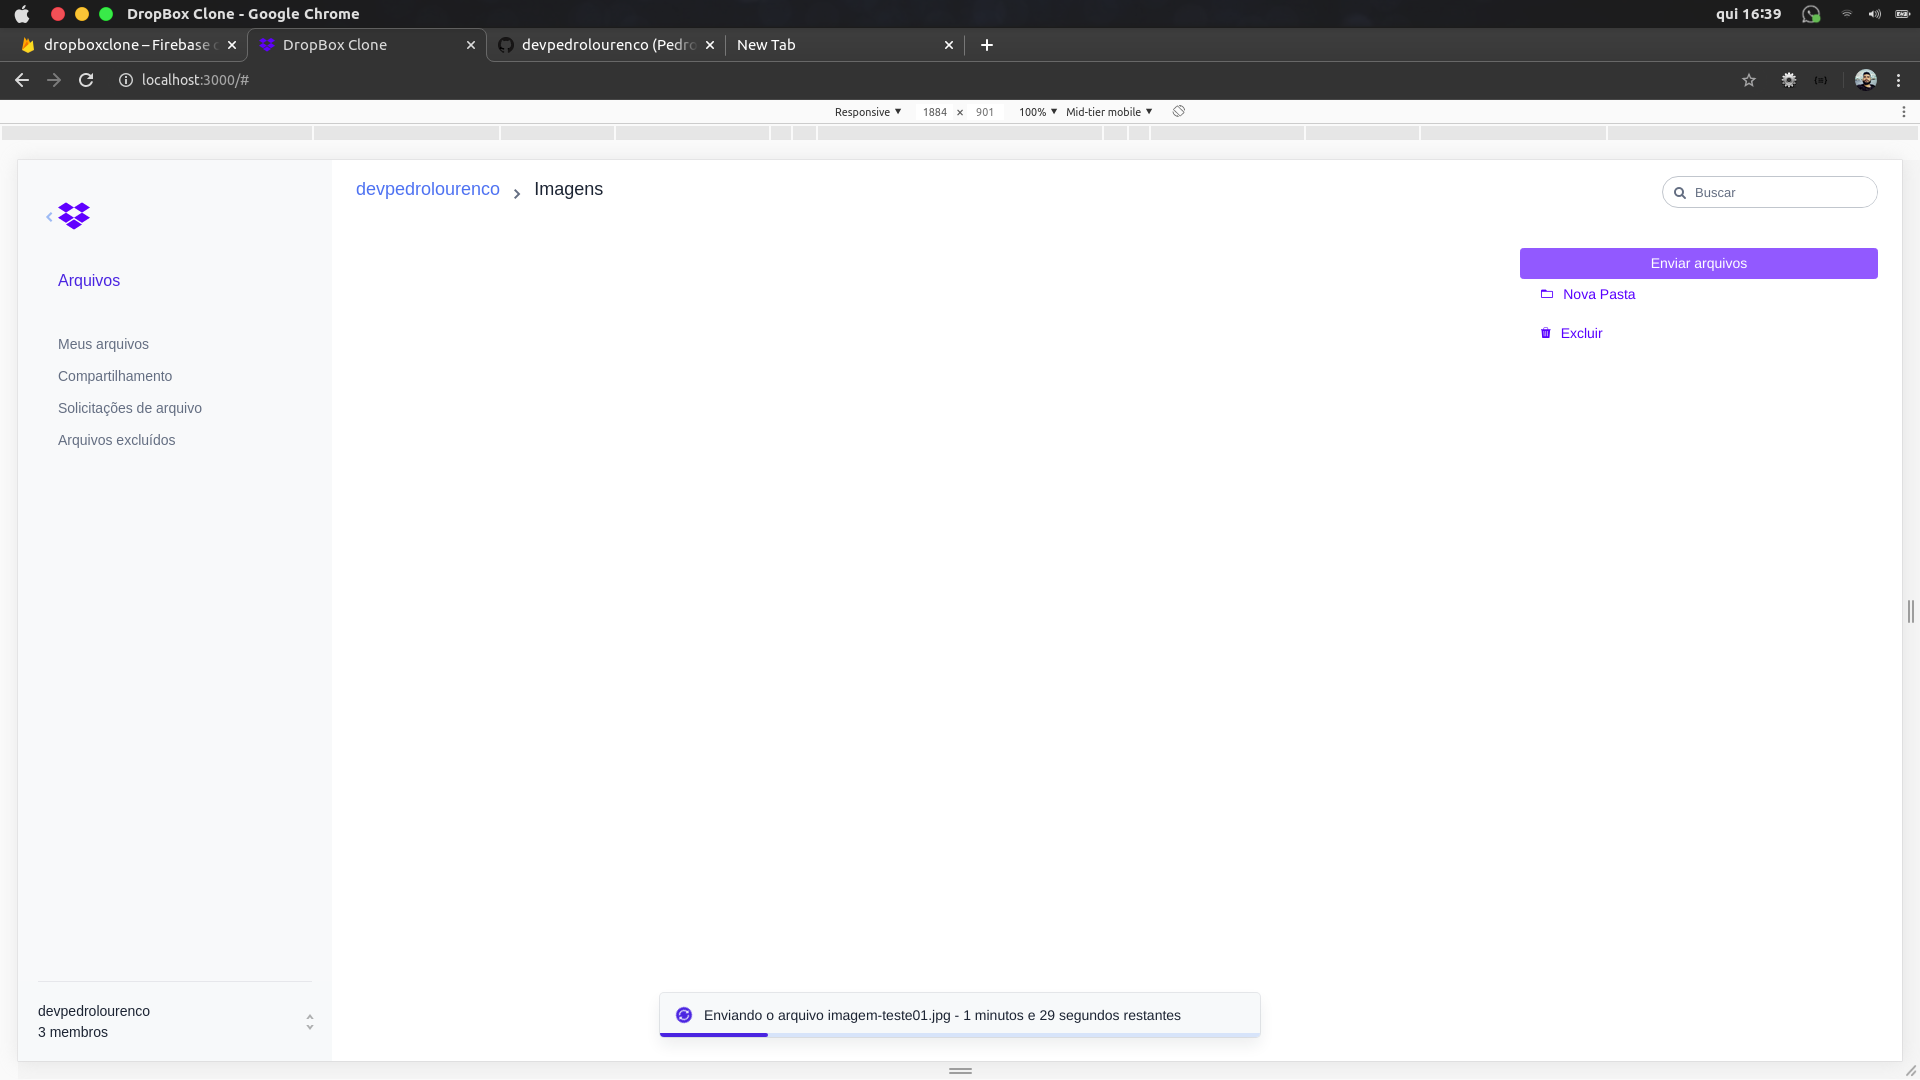 DropBox Clone - Google Chrome
qui 16:39
dropboxclone – Firebase
DropBox Clone
devpedrolourenco (Pedro
New Tab
localhost:3000/#
Responsive ▼ 1884 × 901 100% ▼ Mid-tier mobile ▼
devpedrolourenco > Imagens
Buscar
Enviar arquivos
Nova Pasta
Excluir
Arquivos
Meus arquivos
Compartilhamento
Solicitações de arquivo
Arquivos excluídos
devpedrolourenco
3 membros
Enviando o arquivo imagem-teste01.jpg - 1 minutos e 29 segundos restantes